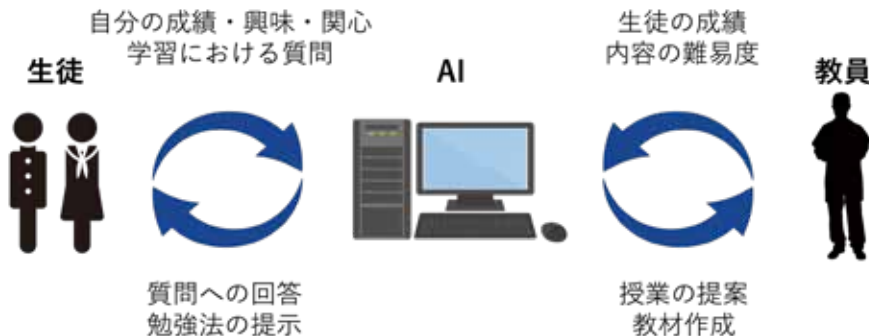 自分の成績・興味・関心
学習における質問
生徒の成績
内容の難易度
生徒
AI
教員
質問への回答
勉強法の提示
授業の提案
教材作成